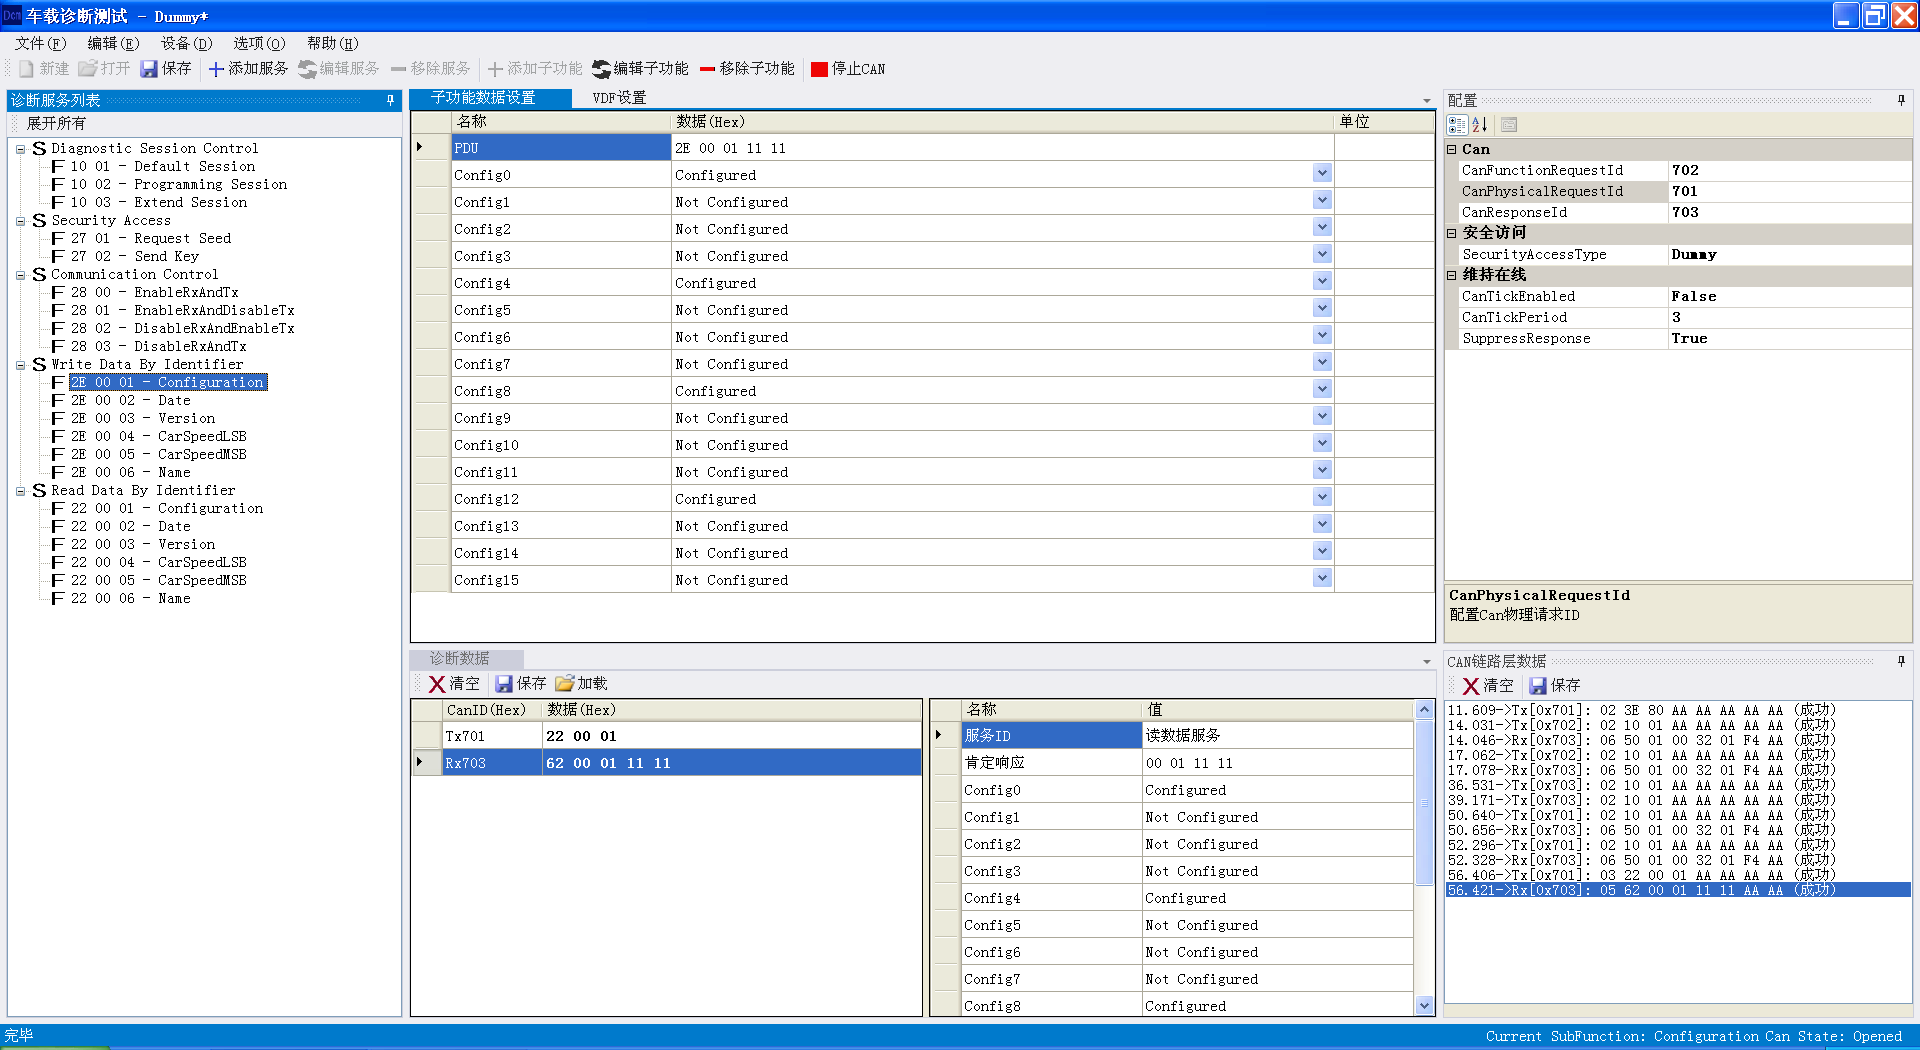 Dcm 车载诊断测试 - Dummy*
文件(F) 编辑(E) 设备(D) 选项(O) 帮助(H)
新建 打开 保存 添加服务 编辑服务 移除服务 添加子功能 编辑子功能 移除子功能 停止CAN
诊断服务列表
展开所有
S Diagnostic Session Control
F 10 01 - Default Session
F 10 02 - Programming Session
F 10 03 - Extend Session
S Security Access
F 27 01 - Request Seed
F 27 02 - Send Key
S Communication Control
F 28 00 - EnableRxAndTx
F 28 01 - EnableRxAndDisableTx
F 28 02 - DisableRxAndEnableTx
F 28 03 - DisableRxAndTx
S Write Data By Identifier
F 2E 00 01 - Configuration
F 2E 00 02 - Date
F 2E 00 03 - Version
F 2E 00 04 - CarSpeedLSB
F 2E 00 05 - CarSpeedMSB
F 2E 00 06 - Name
S Read Data By Identifier
F 22 00 01 - Configuration
F 22 00 02 - Date
F 22 00 03 - Version
F 22 00 04 - CarSpeedLSB
F 22 00 05 - CarSpeedMSB
F 22 00 06 - Name
子功能数据设置 VDF设置
名称 数据(Hex) 单位
PDU 2E 00 01 11 11
Config0 Configured
Config1 Not Configured
Config2 Not Configured
Config3 Not Configured
Config4 Configured
Config5 Not Configured
Config6 Not Configured
Config7 Not Configured
Config8 Configured
Config9 Not Configured
Config10 Not Configured
Config11 Not Configured
Config12 Configured
Config13 Not Configured
Config14 Not Configured
Config15 Not Configured
诊断数据
清空 保存 加载
CanID(Hex) 数据(Hex)
Tx701 22 00 01
Rx703 62 00 01 11 11
名称 值
服务ID 读数据服务
肯定响应 00 01 11 11
Config0 Configured
Config1 Not Configured
Config2 Not Configured
Config3 Not Configured
Config4 Configured
Config5 Not Configured
Config6 Not Configured
Config7 Not Configured
Config8 Configured
配置
Can
CanFunctionRequestId 702
CanPhysicalRequestId 701
CanResponseId 703
安全访问
SecurityAccessType Dummy
维持在线
CanTickEnabled False
CanTickPeriod 3
SuppressResponse True
CanPhysicalRequestId
配置Can物理请求ID
CAN链路层数据
清空 保存
11.609->Tx[0x701]: 02 3E 80 AA AA AA AA AA (成功)
14.031->Tx[0x702]: 02 10 01 AA AA AA AA AA (成功)
14.046->Rx[0x703]: 06 50 01 00 32 01 F4 AA (成功)
17.062->Tx[0x702]: 02 10 01 AA AA AA AA AA (成功)
17.078->Rx[0x703]: 06 50 01 00 32 01 F4 AA (成功)
36.531->Tx[0x703]: 02 10 01 AA AA AA AA AA (成功)
39.171->Tx[0x703]: 02 10 01 AA AA AA AA AA (成功)
50.640->Tx[0x701]: 02 10 01 AA AA AA AA AA (成功)
50.656->Rx[0x703]: 06 50 01 00 32 01 F4 AA (成功)
52.296->Tx[0x701]: 02 10 01 AA AA AA AA AA (成功)
52.328->Rx[0x703]: 06 50 01 00 32 01 F4 AA (成功)
56.406->Tx[0x701]: 03 22 00 01 AA AA AA AA (成功)
56.421->Rx[0x703]: 05 62 00 01 11 11 AA AA (成功)
完毕
Current SubFunction: Configuration Can State: Opened